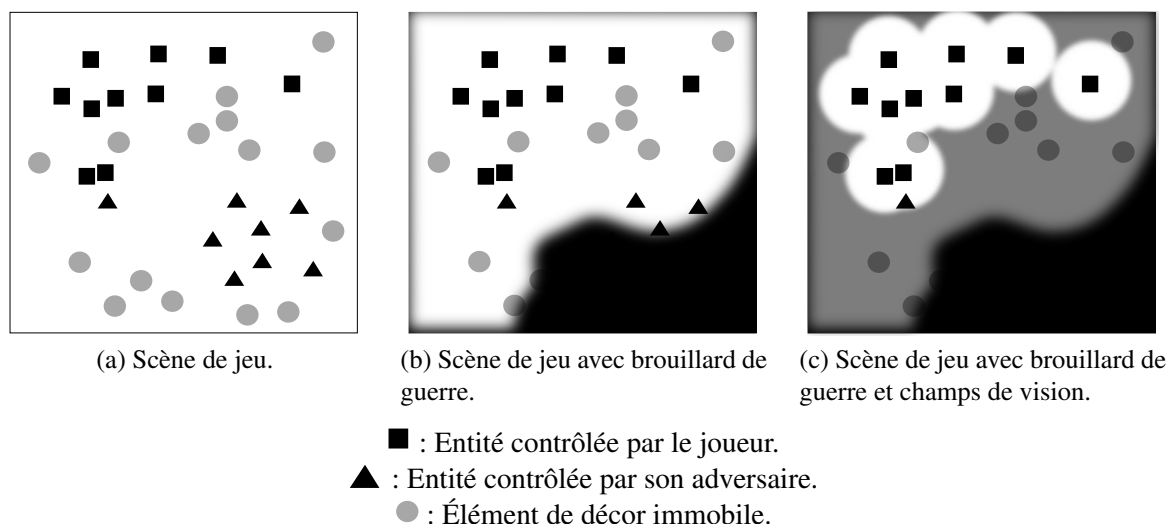 (a) Scène de jeu.
(b) Scène de jeu avec brouillard de
guerre.
(c) Scène de jeu avec brouillard de
guerre et champs de vision.
: Entité contrôlée par le joueur.
: Entité contrôlée par son adversaire.
: Élément de décor immobile.